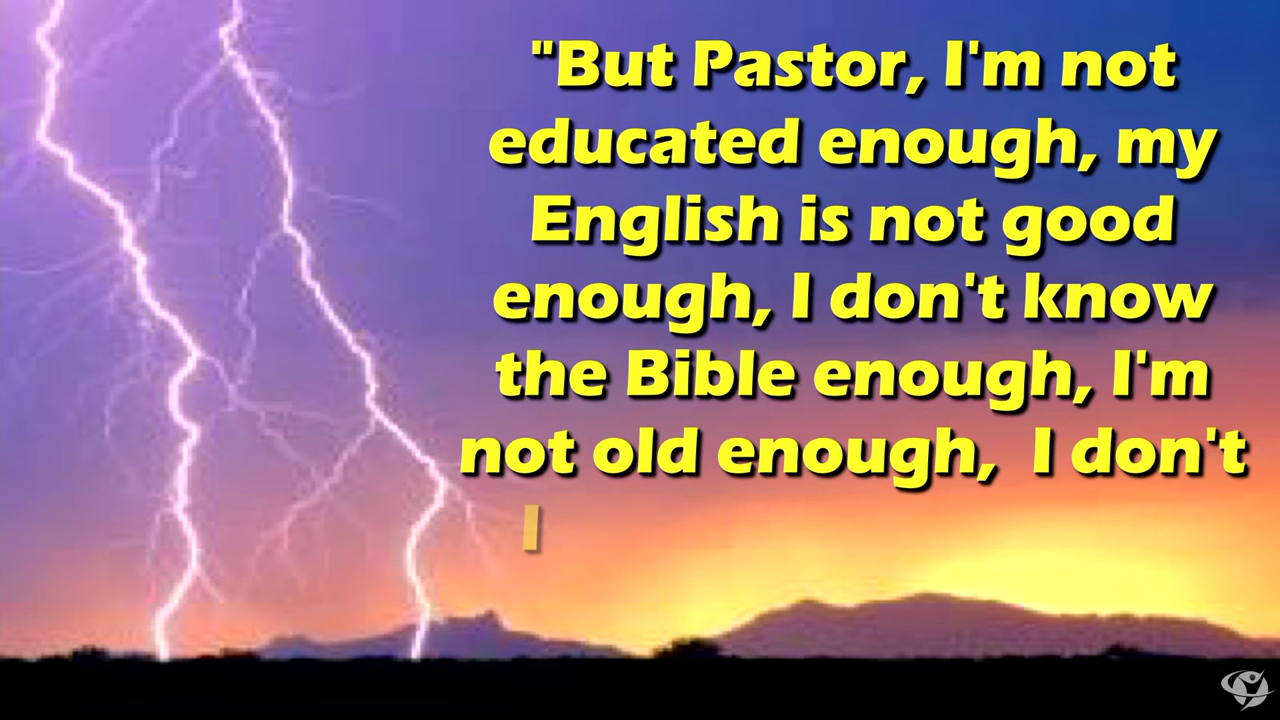 "But Pastor, I'm not
educated enough, my
English is not good
enough, I don't know
the Bible enough, I'm
not old enough,  I don't